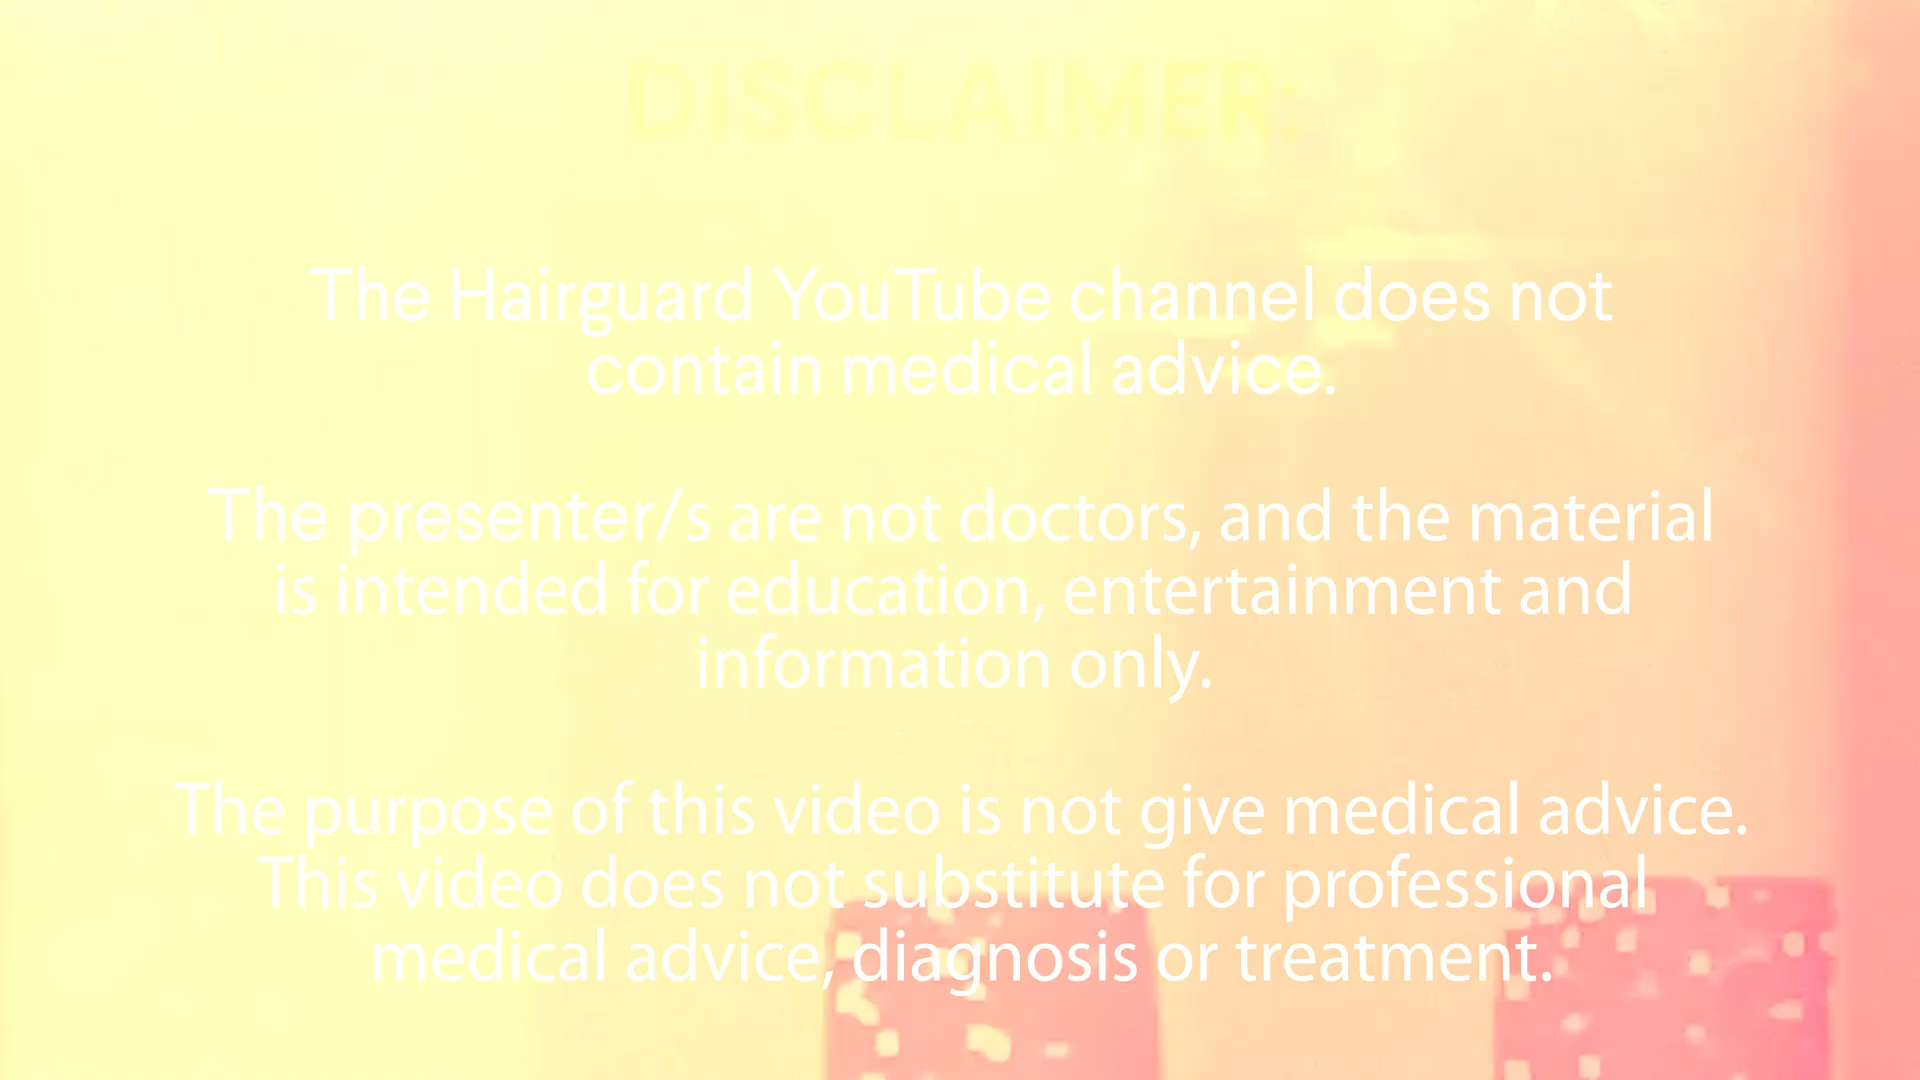 DISCLAIMER:
The Hairguard YouTube channel does not
contain medical advice.
The presenter/s are not doctors, and the material
is intended for education, entertainment and
information only.
The purpose of this video is not give medical advice.
This video does not substitute for professional
medical advice, diagnosis or treatment.